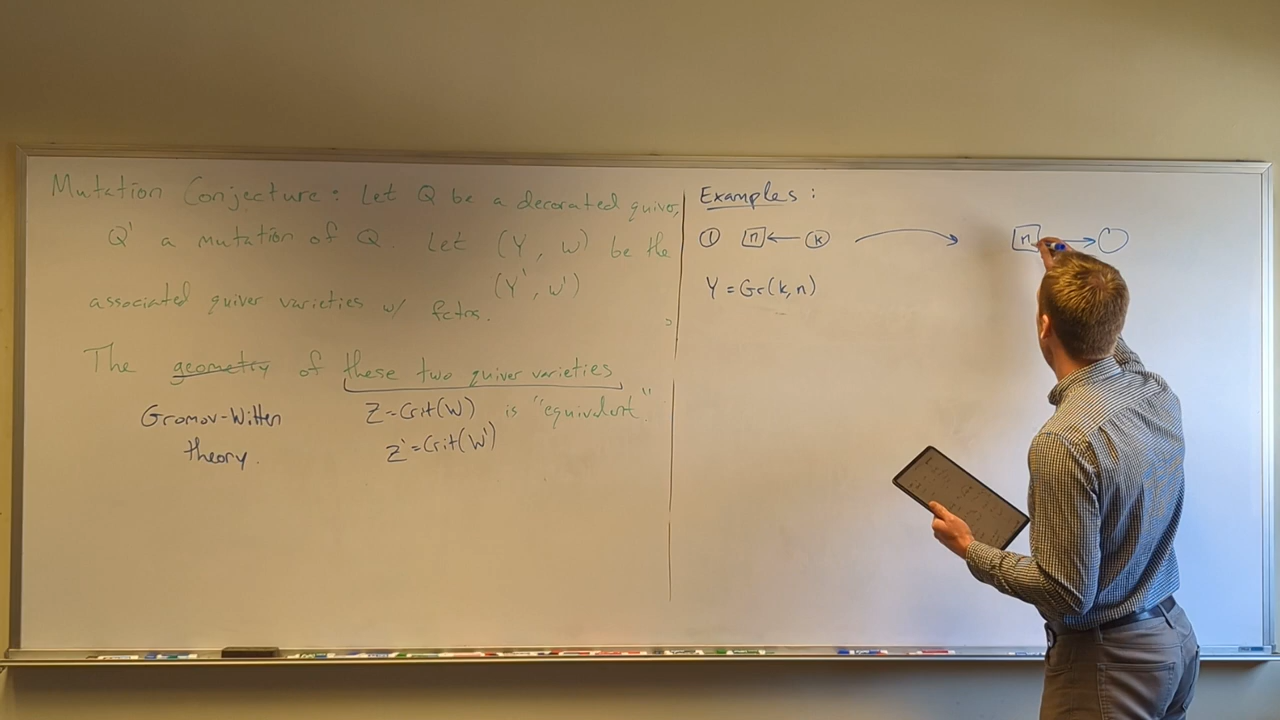 Mutation Conjecture: Let Q be a decorated quiver,
Q' a mutation of Q. Let (Y, W) be the
(Y', W')
associated quiver varieties w/ fctns.
The geometry of these two quiver varieties
Gromov-Witten Z=Crit(W) is "equivalent".
theory. Z'=Crit(W')
Examples:
① n ← k → n → 
Y = Gr(k,n)